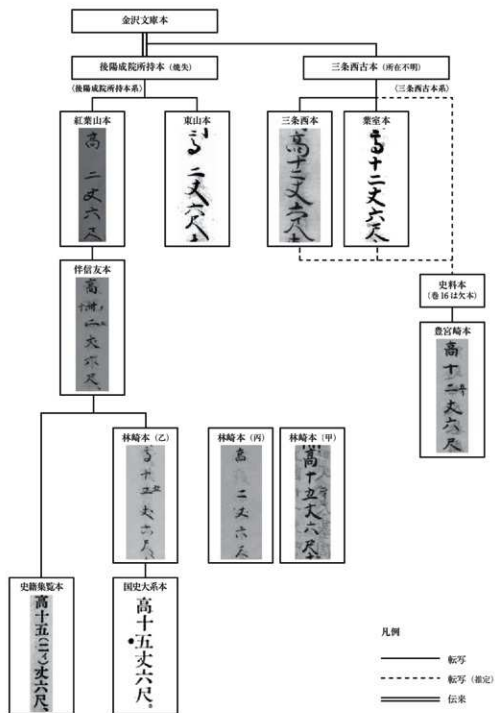 金沢文庫本
後陽成院所持本（焼失）
三条西古本（所在不明）
（後陽成院所持本系）
（三条西古本系）
紅葉山本
高 二丈六尺
東山本
高 二丈六尺
三条西本
高十二丈六尺
葉室本
高十二丈六尺
伴信友本
高
二丈六尺
史料本
（巻16は欠本）
豊宮崎本
高十二丈六尺
林崎本（乙）
高十五丈六尺
林崎本（丙）
高 二丈六尺
林崎本（甲）
高十五丈六尺
史籍集覧本
高十五（二イ）丈六尺、
国史大系本
高十五丈六尺。
凡例
転写
転写（推定）
伝来